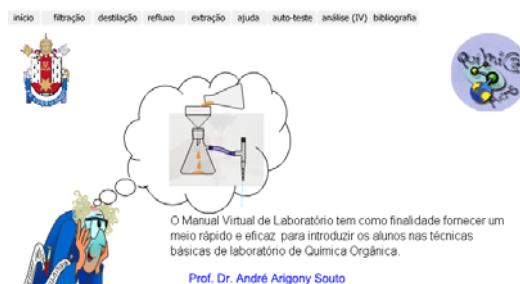 início filtração destilação refluxo extração ajuda auto-teste análise (IV) bibliografia
Química
O Manual Virtual de Laboratório tem como finalidade fornecer um
meio rápido e eficaz para introduzir os alunos nas técnicas
básicas de laboratório de Química Orgânica.
Prof. Dr. André Arigony Souto